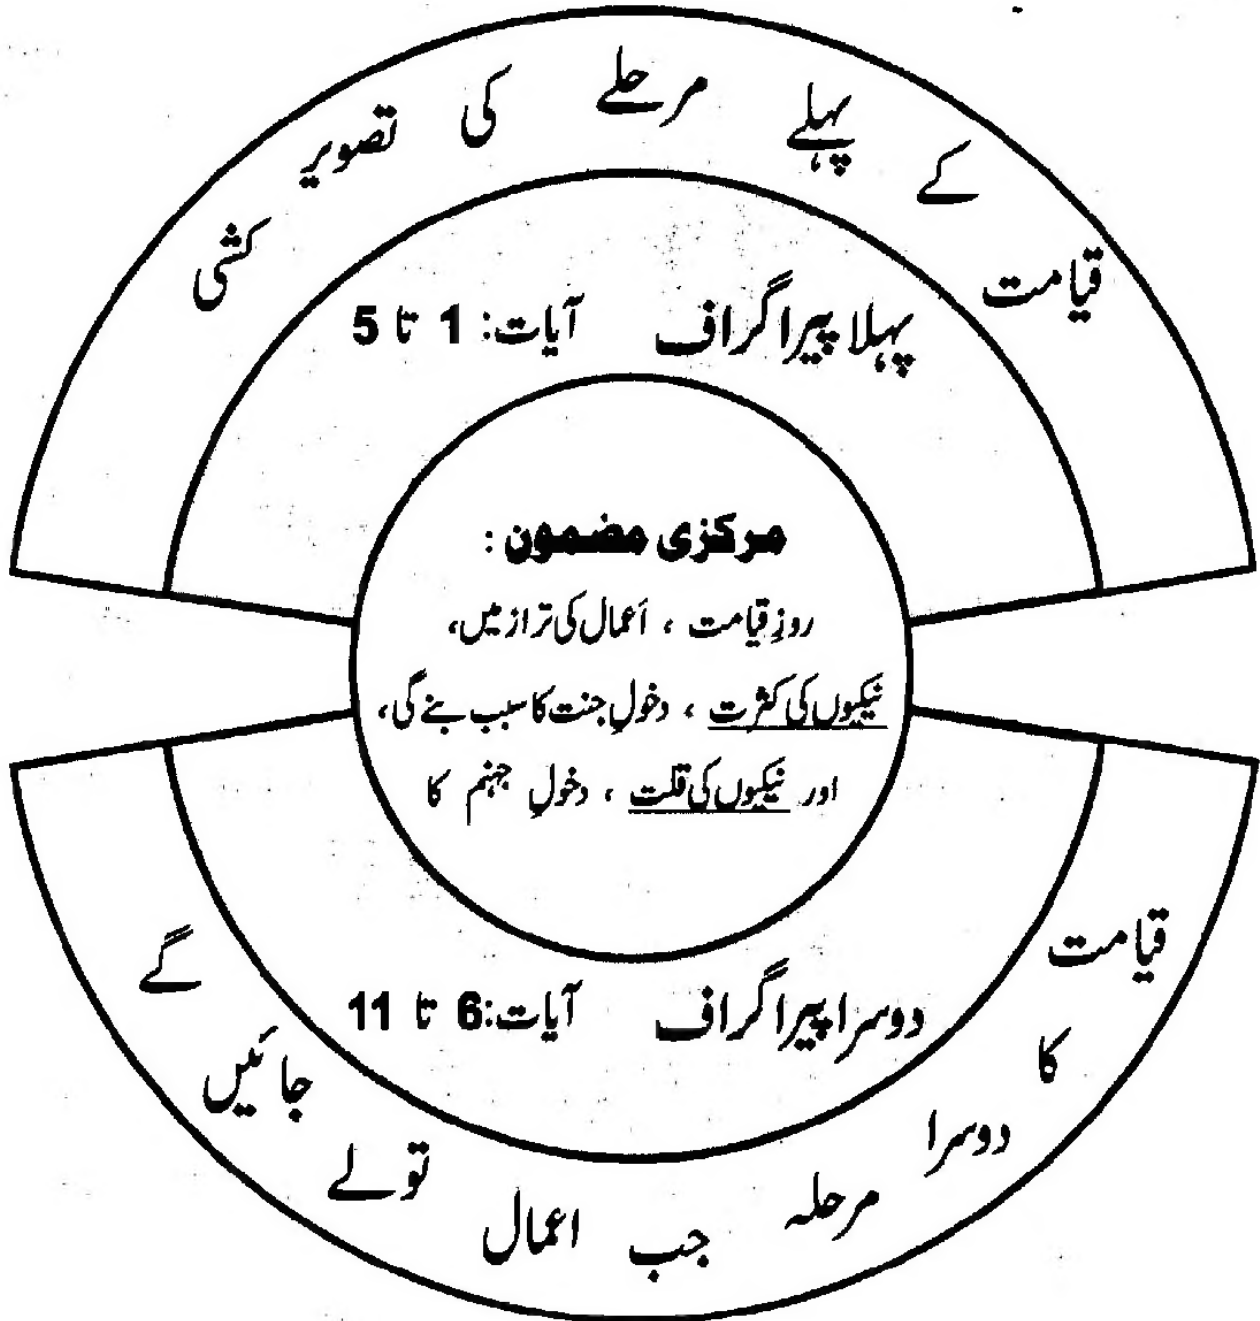 قیامت کے پہلے مرحلے کی تصویر کشی
پہلا پیراگراف آیات: 1 تا 5
مرکزی مضمون :
روزِ قیامت ، أعمال کی تراز میں،
نیکیوں کی کثرت ، دخولِ جنت کا سبب بنے گی،
اور نیکیوں کی قلت ، دخولِ جہنم کا
دوسرا پیراگراف آیات:6 تا 11
قیامت کا دوسرا مرحلہ جب اعمال تولے جائیں گے